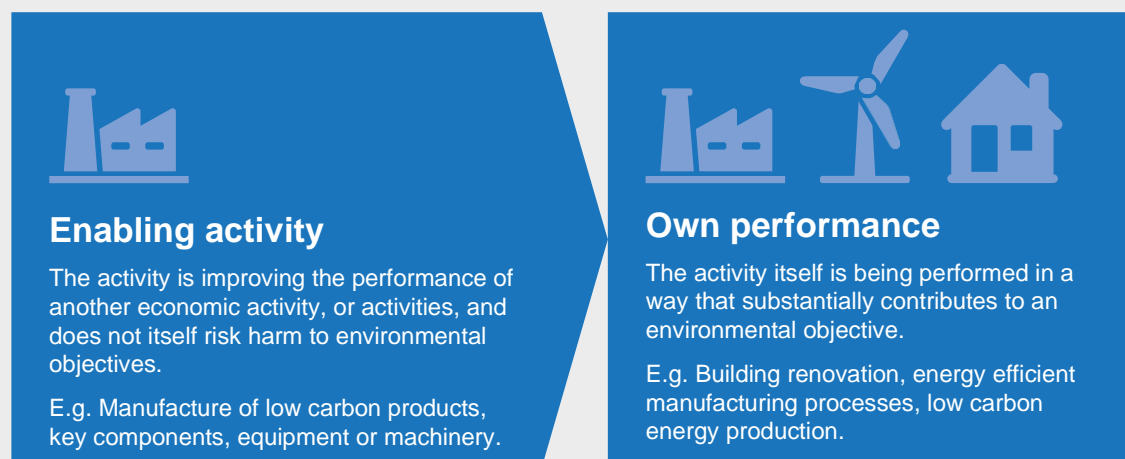 Enabling activity
The activity is improving the performance of
another economic activity, or activities, and
does not itself risk harm to environmental
objectives.
E.g. Manufacture of low carbon products,
key components, equipment or machinery.
Own performance
The activity itself is being performed in a
way that substantially contributes to an
environmental objective.
E.g. Building renovation, energy efficient
manufacturing processes, low carbon
energy production.